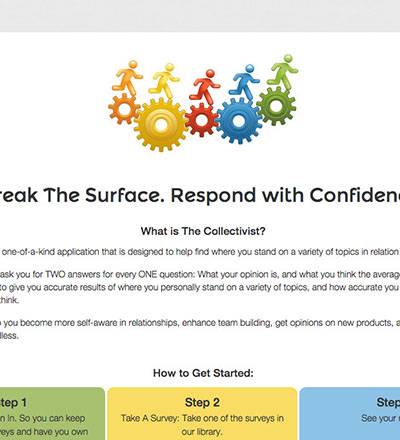 reak The Surface. Respond with Confidenc
What is The Collectivist?
one-of-a-kind application that is designed to help find where you stand on a variety of topics in relation
ask you for TWO answers for every ONE question: What your opinion is, and what you think the average
to give you accurate results of where you personally stand on a variety of topics, and how accurate you
think.
you become more self-aware in relationships, enhance team building, get opinions on new products, a
dless.
How to Get Started:
Step 1
n In. So you can keep
veys and have you own
Step 2
Take A Survey: Take one of the surveys in
our library.
Step
See your r